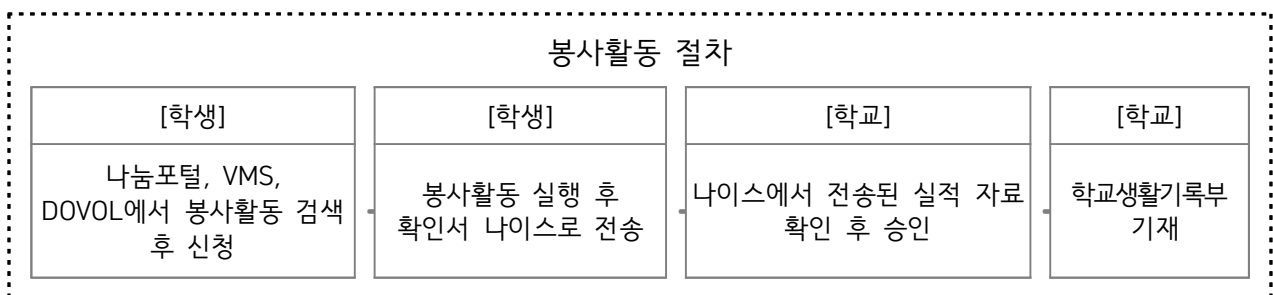 봉사활동 절차
[학생]
나눔포털, VMS,
DOVOL에서 봉사활동 검색
후 신청
[학생]
봉사활동 실행 후
확인서 나이스로 전송
[학교]
나이스에서 전송된 실적 자료
확인 후 승인
[학교]
학교생활기록부
기재